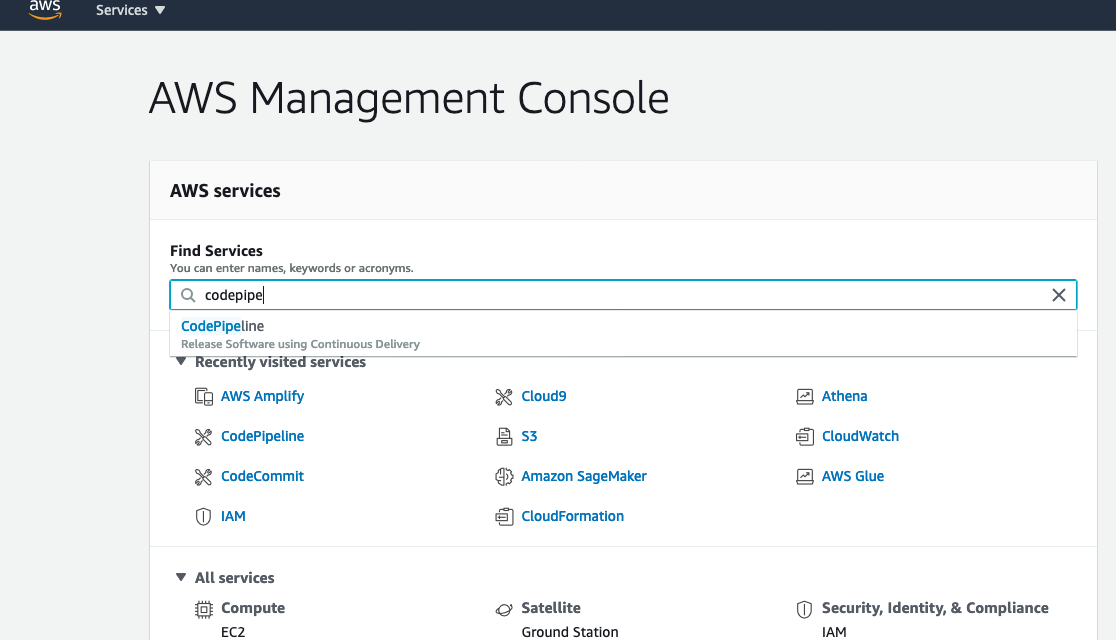 aws
Services
AWS Management Console
AWS services
Find Services
You can enter names, keywords or acronyms.
codepipe
CodePipeline
Release Software using Continuous Delivery
Recently visited services
AWS Amplify
Cloud9
Athena
CodePipeline
S3
CloudWatch
CodeCommit
Amazon SageMaker
AWS Glue
IAM
CloudFormation
All services
Compute
Satellite
Security, Identity, & Compliance
EC2
Ground Station
IAM